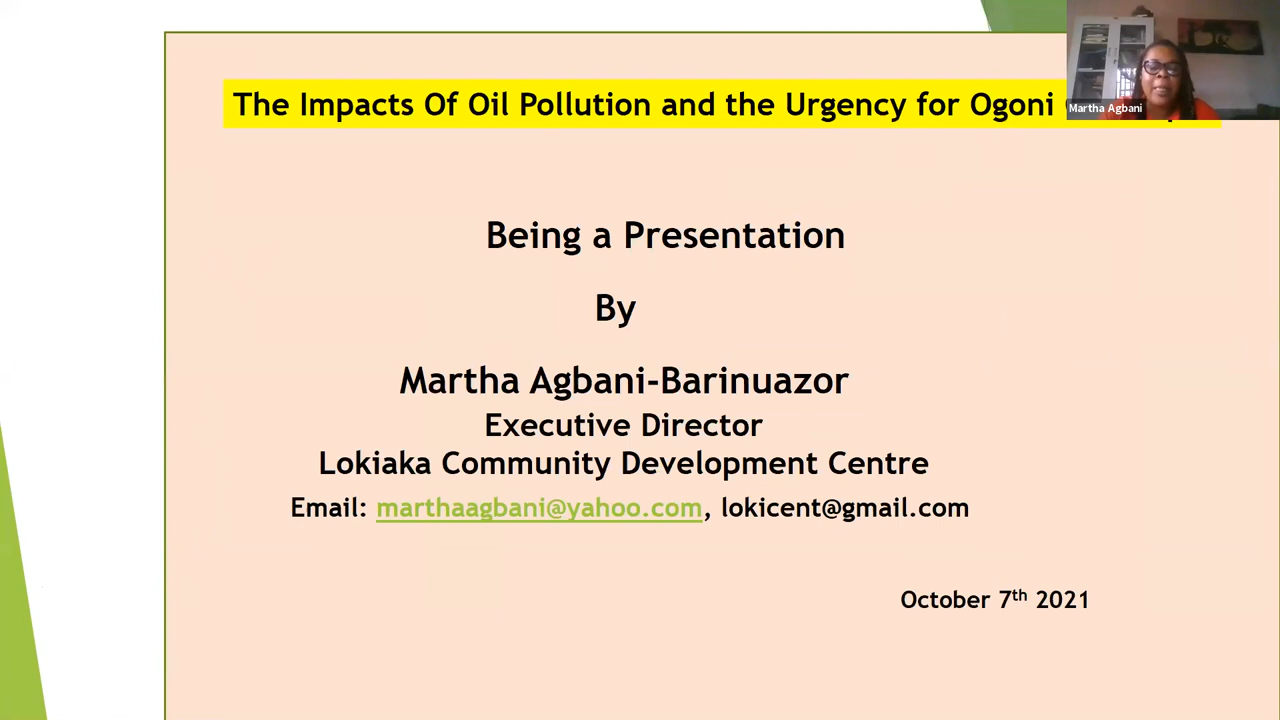 The Impacts Of Oil Pollution and the Urgency for Ogoni
Martha Agbani
Being a Presentation
By
Martha Agbani-Barinuazor
Executive Director
Lokiaka Community Development Centre
Email: marthaagbani@yahoo.com, lokicent@gmail.com
October 7th 2021